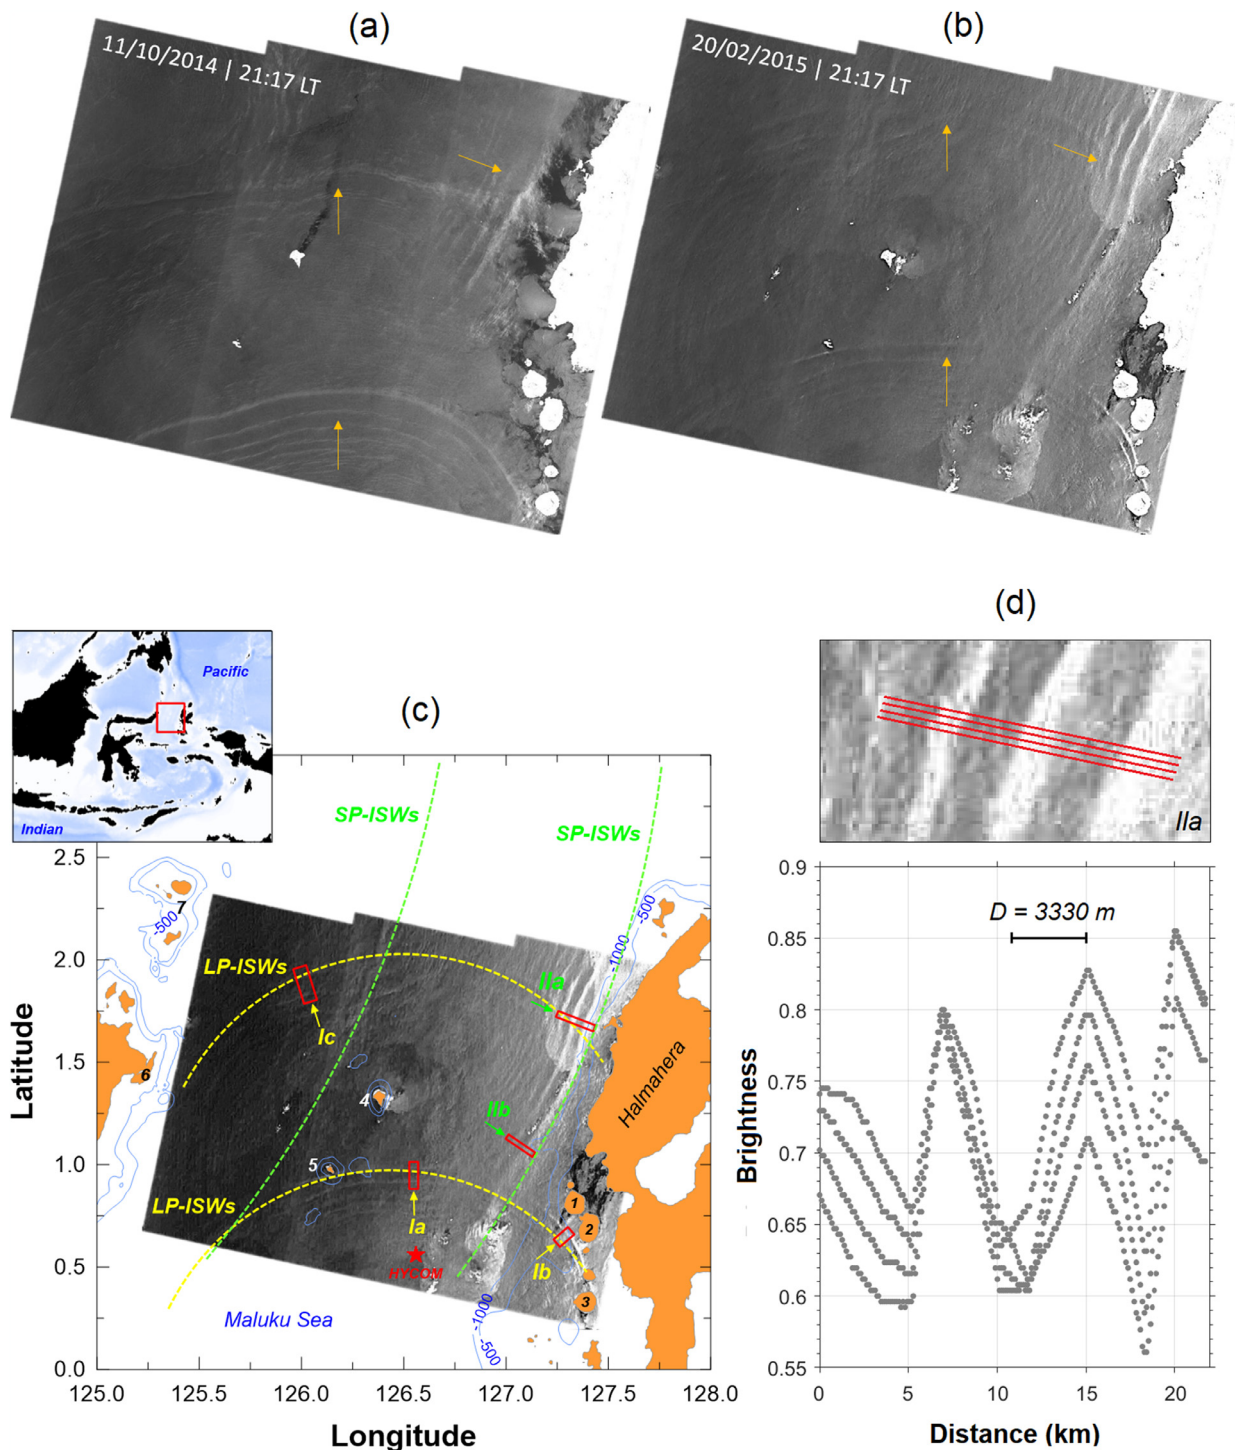 (a)
(b)
11/10/2014 | 21:17 LT
20/02/2015 | 21:17 LT
(c)
(d)
Pacific
Indian
SP-ISWs
SP-ISWs
LP-ISWs
LP-ISWs
IIa
IIb
Ia
Ib
Ic
HYCOM
Halmahera
Maluku Sea
-500
-500
-1000
-1000
-500
1
2
3
4
5
6
7
2.5
2.0
1.5
1.0
0.5
0.0
Latitude
125.0 125.5 126.0 126.5 127.0 127.5 128.0
Longitude
IIa
D = 3330 m
0.9
0.85
0.8
0.75
0.7
0.65
0.6
0.55
Brightness
0 5 10 15 20
Distance (km)